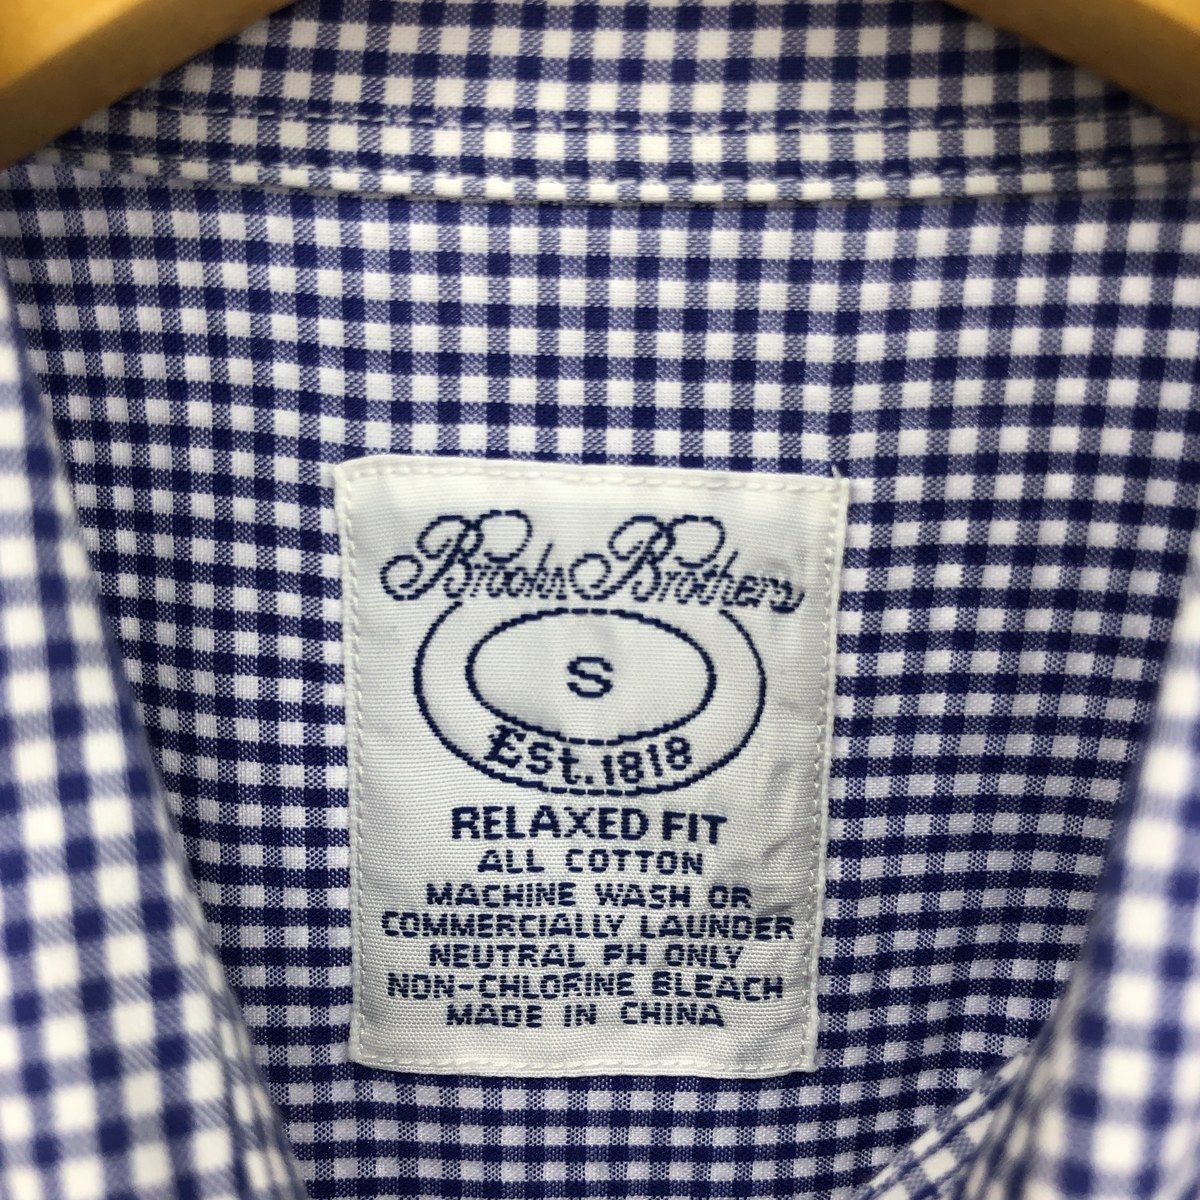 Brooks Brothers
S
Est. 1818
RELAXED FIT
ALL COTTON
MACHINE WASH OR
COMMERCIALLY LAUNDER
NEUTRAL PH ONLY
NON-CHLORINE BLEACH
MADE IN CHINA